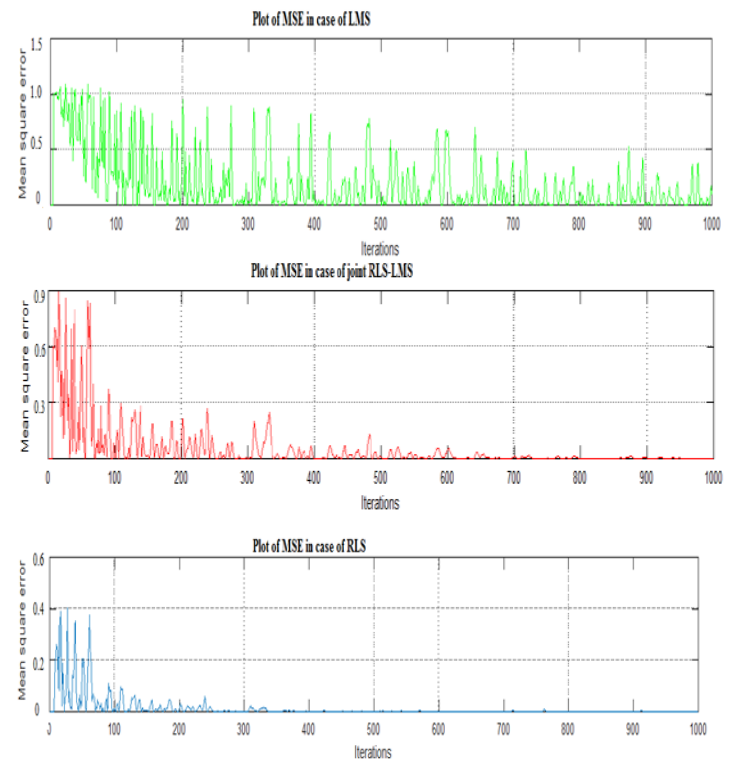 Plot of MSE in case of LMS
1.5
1.0
0.5
0
Mean square error
0 100 200 300 400 500 600 700 800 900 1000
Iterations
Plot of MSE in case of joint RLS-LMS
0.9
0.6
0.3
Mean square error
0 100 200 300 400 500 600 700 800 900 1000
Iterations
Plot of MSE in case of RLS
0.6
0.4
0.2
0
Mean square error
0 100 200 300 400 500 600 700 800 900 1000
Iterations